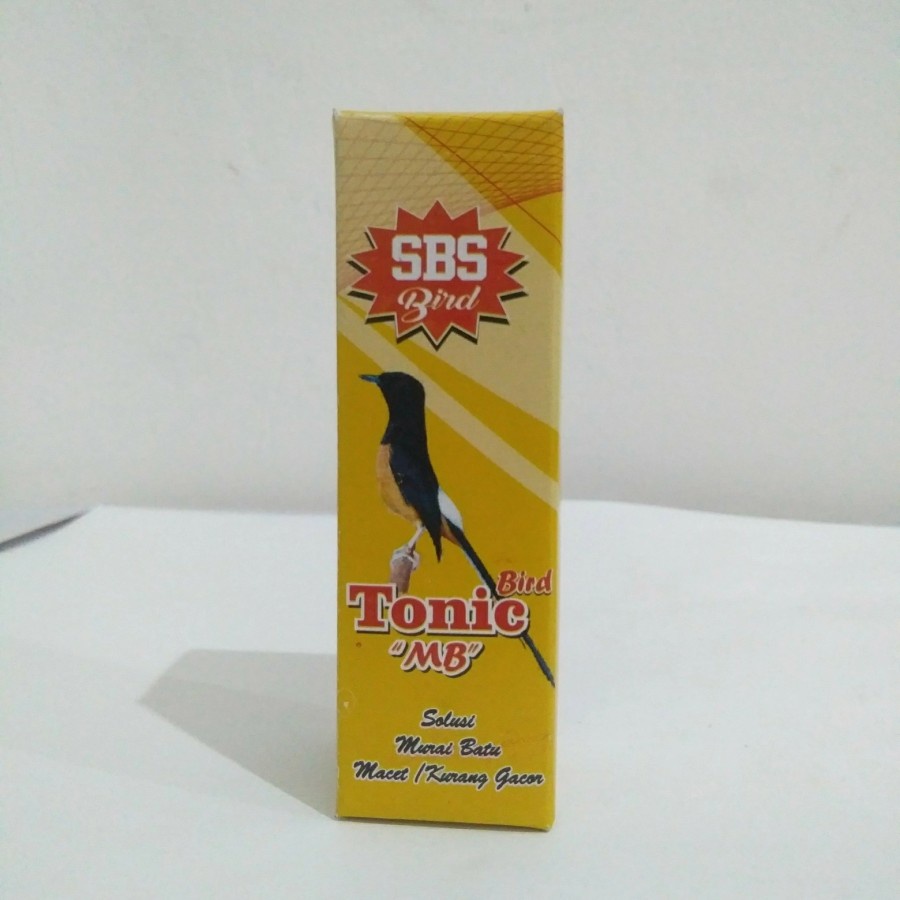 SBS
Bird
Bird
Tonic
"MB"
Solusi
Murai Batu
Macet /Kurang Gacor